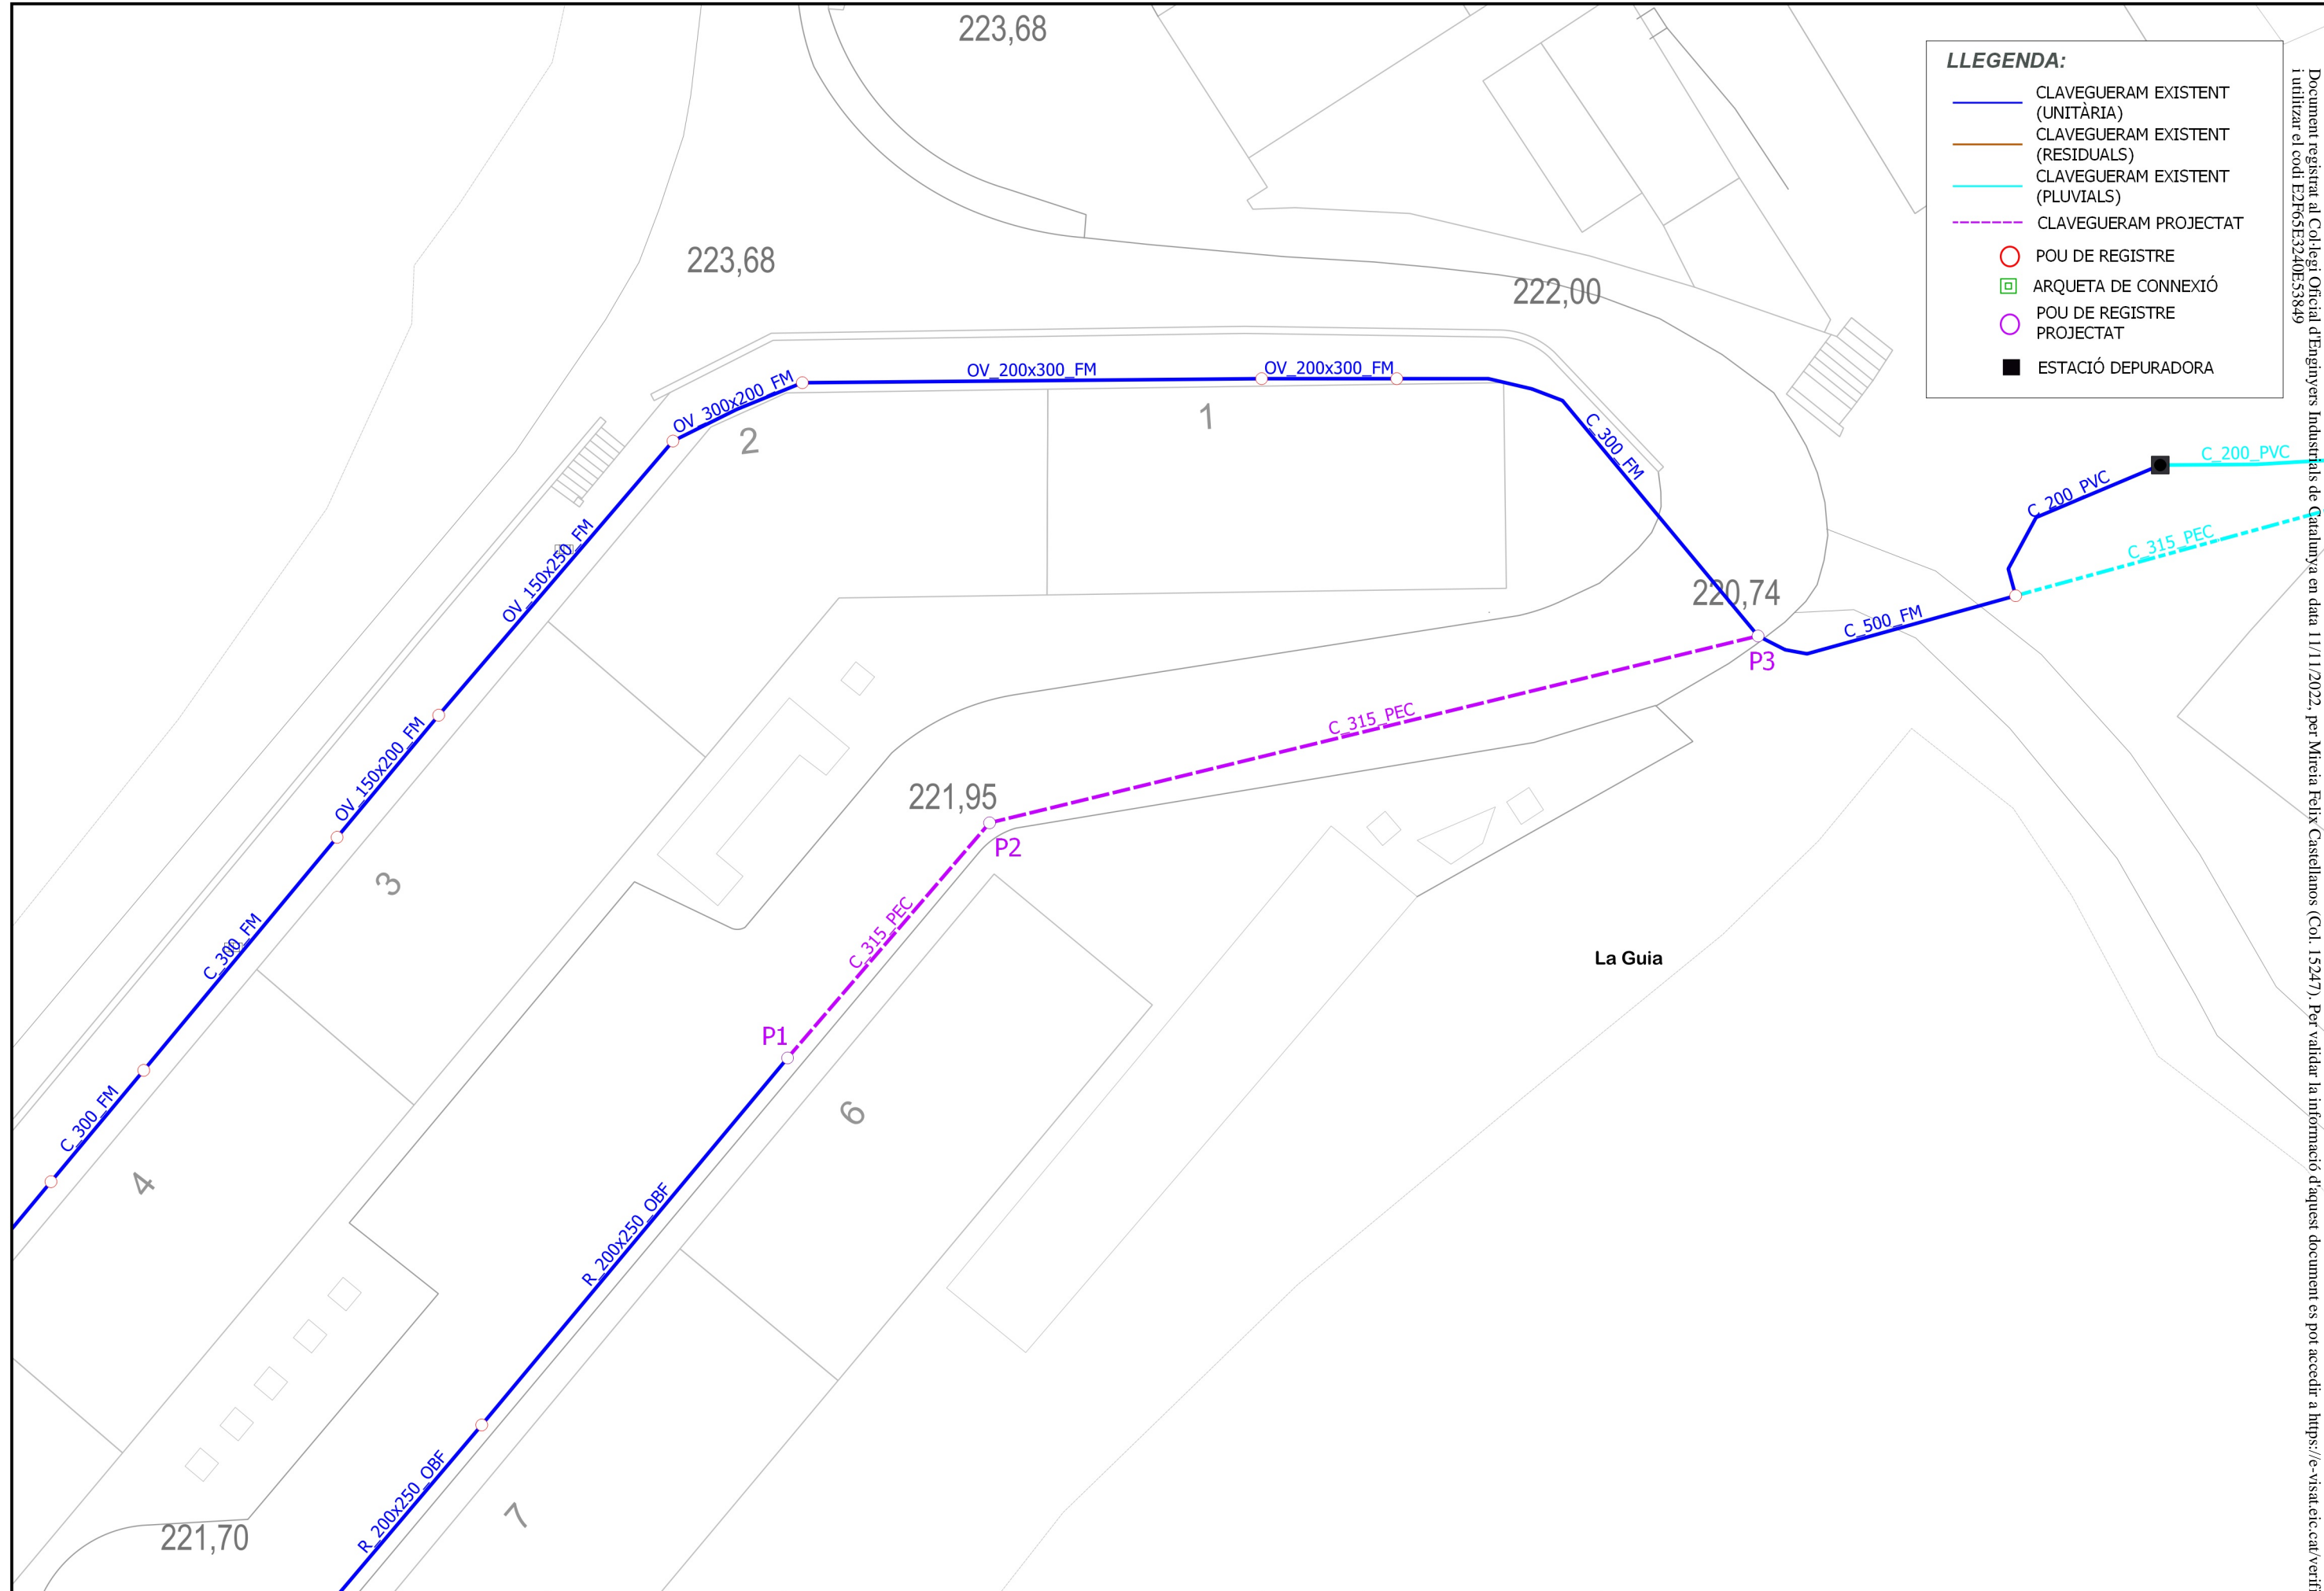 223,68
LLEGENDA:
CLAVEGUERAM EXISTENT
(UNITÀRIA)
CLAVEGUERAM EXISTENT
(RESIDUALS)
CLAVEGUERAM EXISTENT
(PLUVIALS)
CLAVEGUERAM PROJECTAT
POU DE REGISTRE
ARQUETA DE CONNEXIÓ
POU DE REGISTRE
PROJECTAT
ESTACIÓ DEPURADORA
Document registrat al Col·legi Oficial d'Enginyers Industrials de Catalunya en data 11/11/2022, per Mireia Felix Castellanos (Col. 15247). Per validar la informació d'aquest document es pot accedir a https://e-visat.eic.cat/verifi
i utilitzar el codi E2F65E3240E53849
223,68
222,00
OV_200x300_FM
OV_200x300_FM
OV_300x200_FM
1
2
C_300_FM
C_200_PVC
C_200_PVC
C_315_PEC
OV_150x250_FM
220,74
C_500_FM
P3
C_315_PEC
OV_150x200_FM
221,95
P2
3
C_300_FM
C_315_PEC
La Guia
P1
6
C_300_FM
4
R_200x250_OBF
7
R_200x250_OBF
221,70